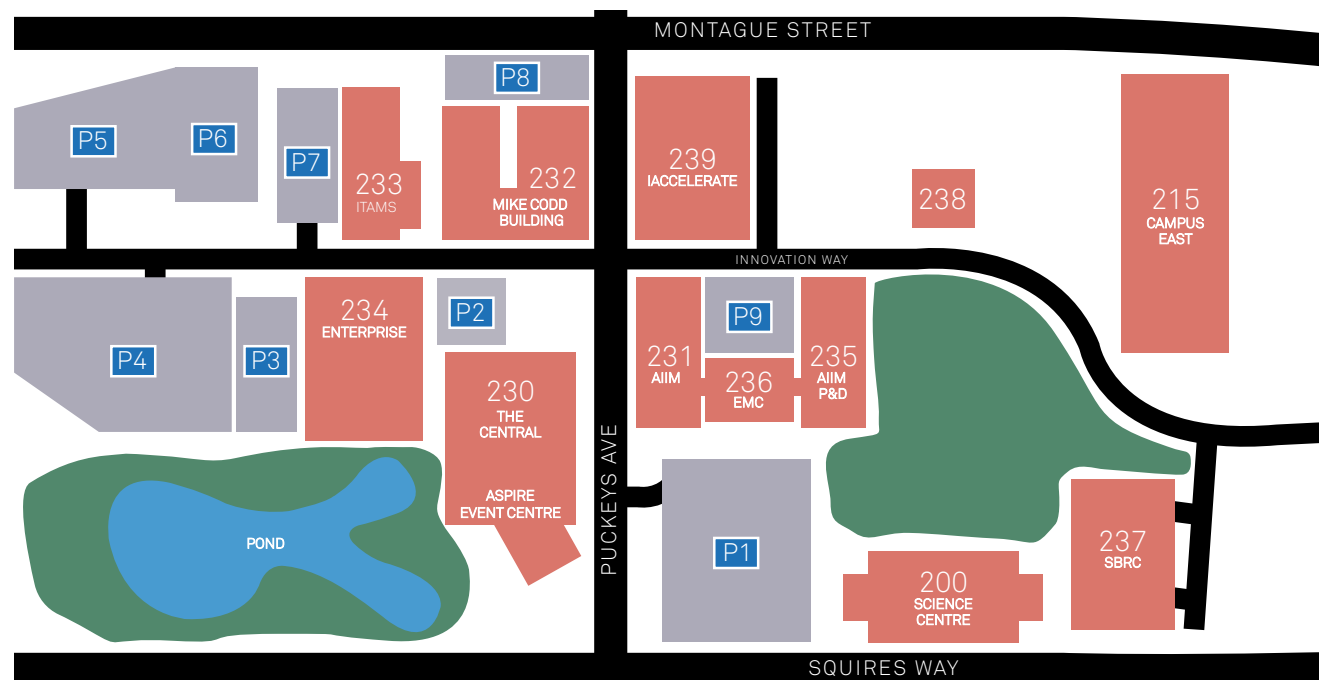 MONTAGUE STREET
P8
P5
P6
P7
233
ITAMS
232
MIKE CODD
BUILDING
239
IACCELERATE
238
215
CAMPUS
EAST
INNOVATION WAY
P4
P3
234
ENTERPRISE
P2
230
THE
CENTRAL
ASPIRE
EVENT CENTRE
PUCKEYS AVE
231
AIIM
P9
236
EMC
235
AIIM
P&D
POND
P1
200
SCIENCE
CENTRE
237
SBRC
SQUIRES WAY